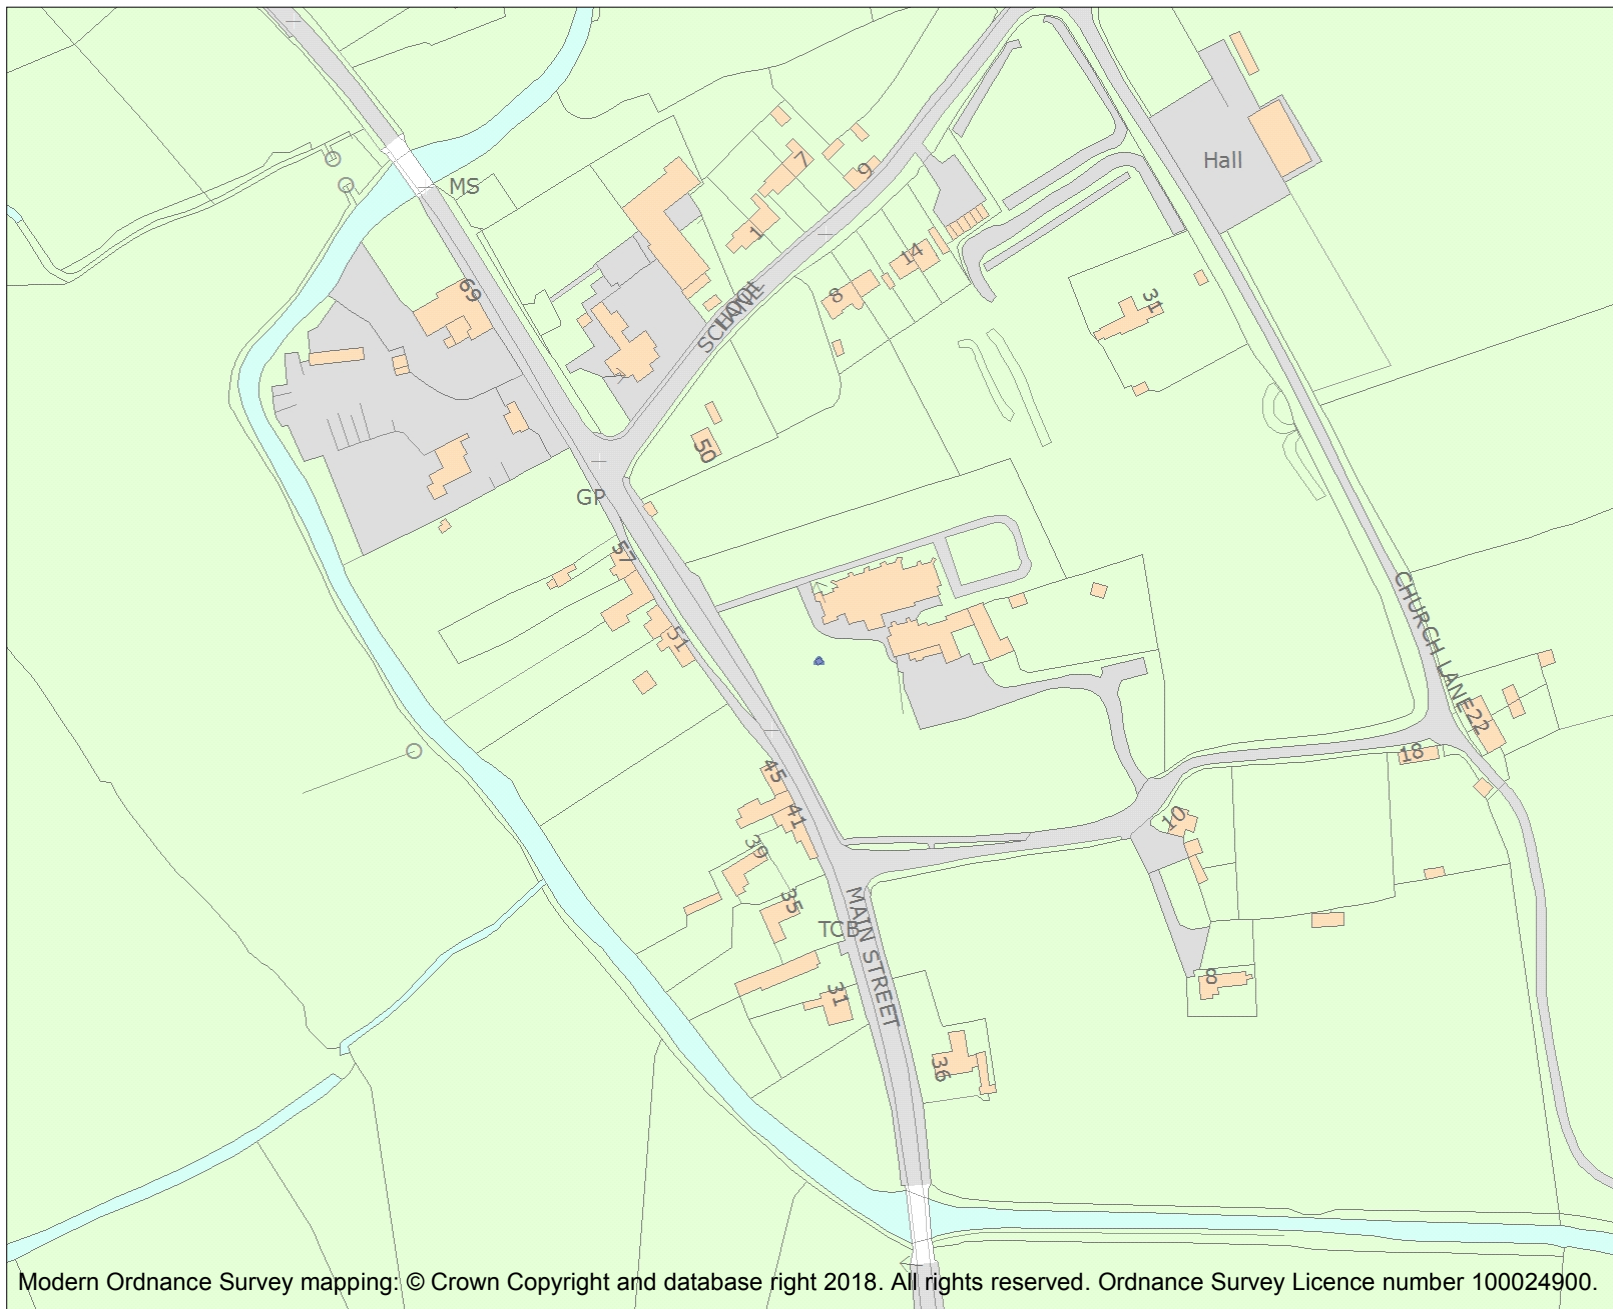 MS
Hall
7
9
1
14
8
69
31
SCHOOL
LANE
50
GP
57
51
CHURCH LANE
22
18
45
41
10
39
35
TCB
MAIN STREET
31
8
36
Modern Ordnance Survey mapping: © Crown Copyright and database right 2018. All rights reserved. Ordnance Survey Licence number 100024900.